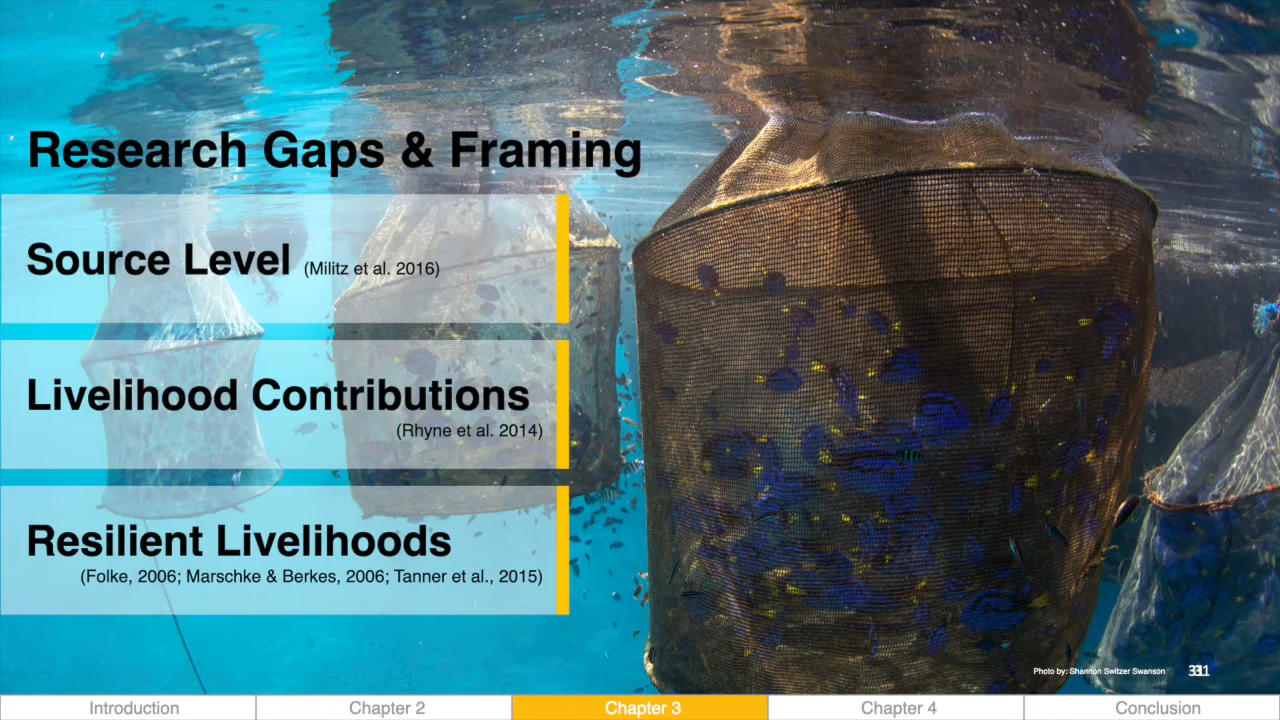 Research Gaps & Framing
Source Level (Militz et al. 2016)
Livelihood Contributions
(Rhyne et al. 2014)
Resilient Livelihoods
(Folke, 2006; Marschke & Berkes, 2006; Tanner et al., 2015)
Photo by: Shannon Switzer Swanson
Introduction
Chapter 2
Chapter 3
Chapter 4
Conclusion